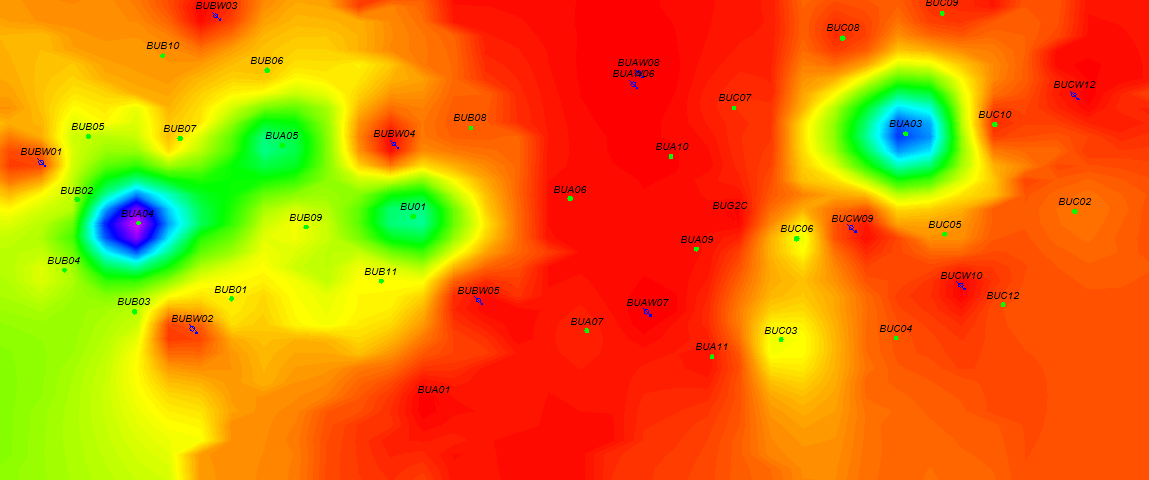 BUBW03
BUC09
BUC08
BUB10
BUB06
BUAW08
BUAW06
BUCW12
BUC07
BUB05
BUB07
BUA05
BUBW04
BUB08
BUA03
BUC10
BUBW01
BUA10
BUB02
BUA06
BUA04
BUB09
BU01
BUG2C
BUCW09
BUC02
BUC06
BUC05
BUA09
BUB04
BUB11
BUCW10
BUB03
BUB01
BUBW05
BUAW07
BUC12
BUBW02
BUA07
BUC03
BUC04
BUA11
BUA01